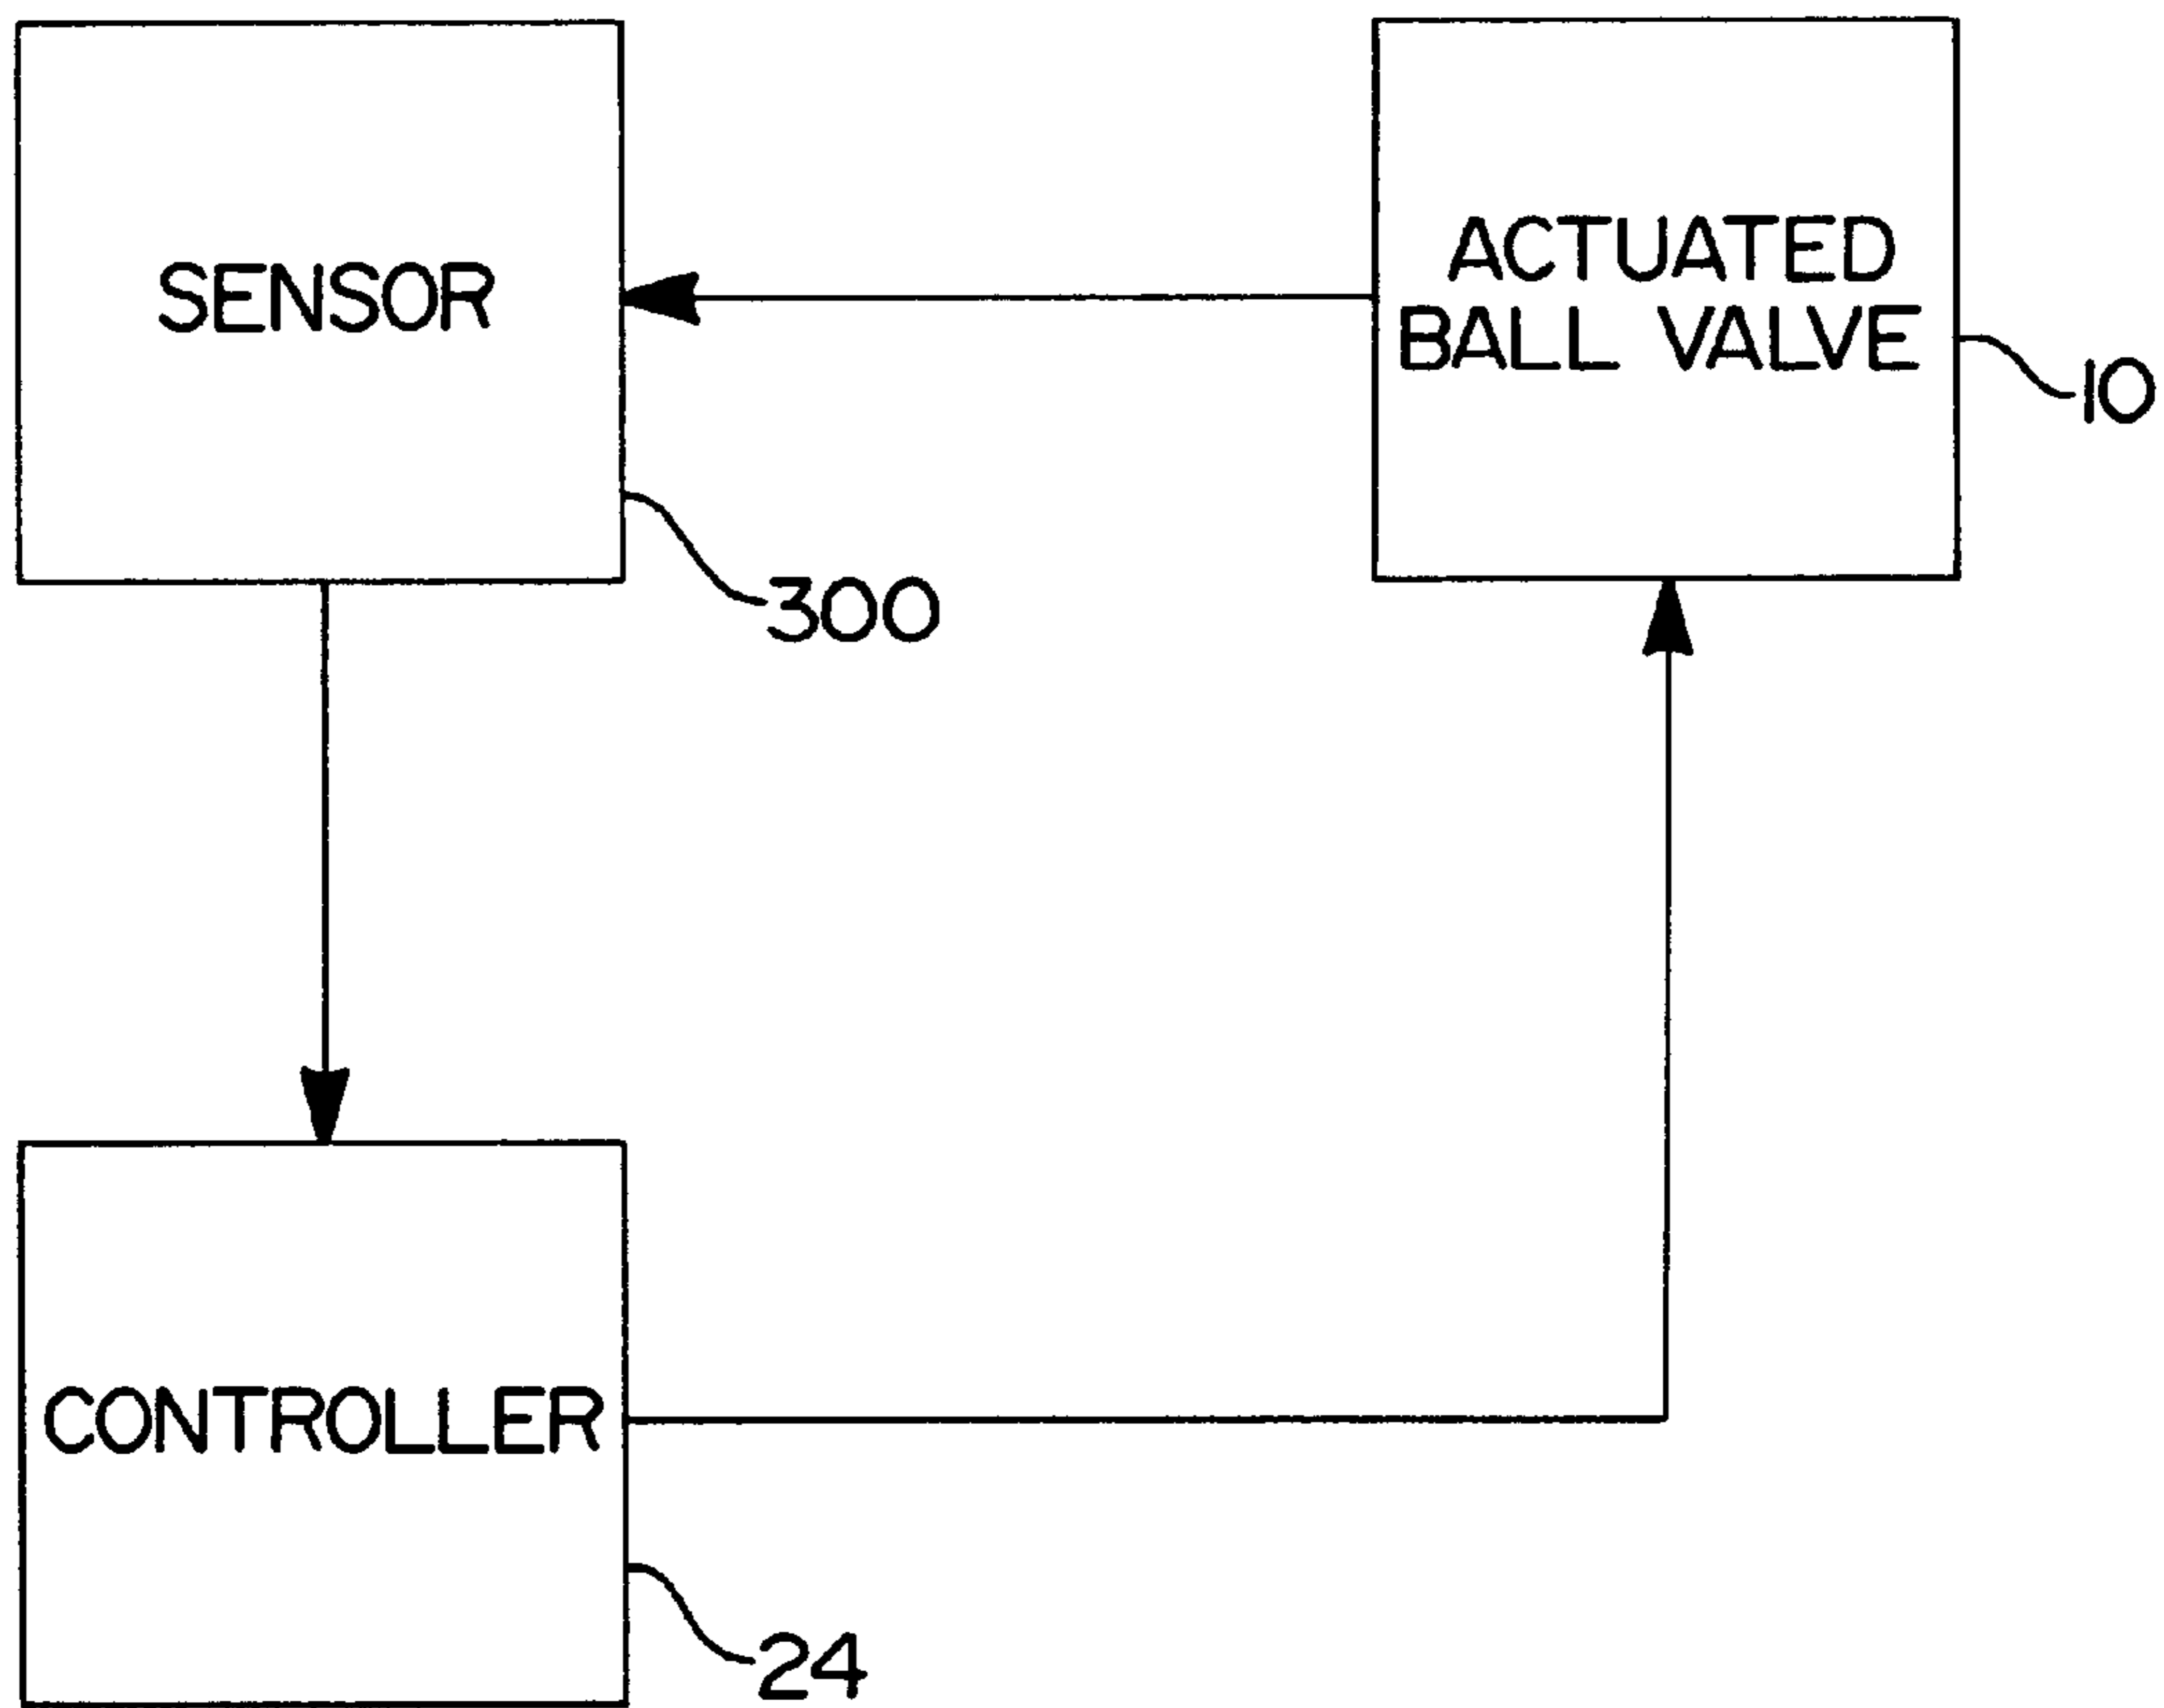 SENSOR
ACTUATED
BALL VALVE
10
300
CONTROLLER
24